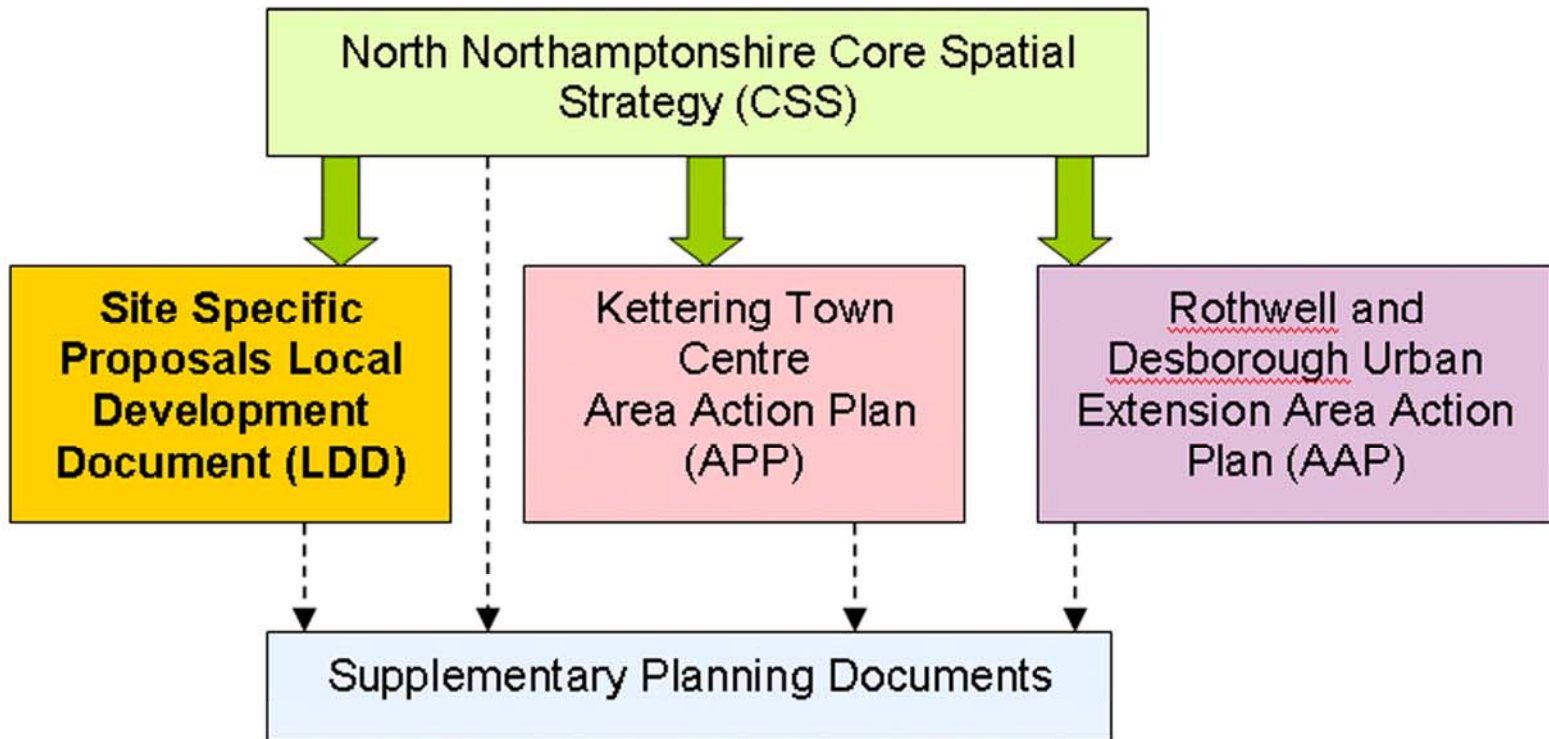 North Northamptonshire Core Spatial
Strategy (CSS)
Site Specific
Proposals Local
Development
Document (LDD)
Kettering Town
Centre
Area Action Plan
(APP)
Rothwell and
Desborough Urban
Extension Area Action
Plan (AAP)
Supplementary Planning Documents